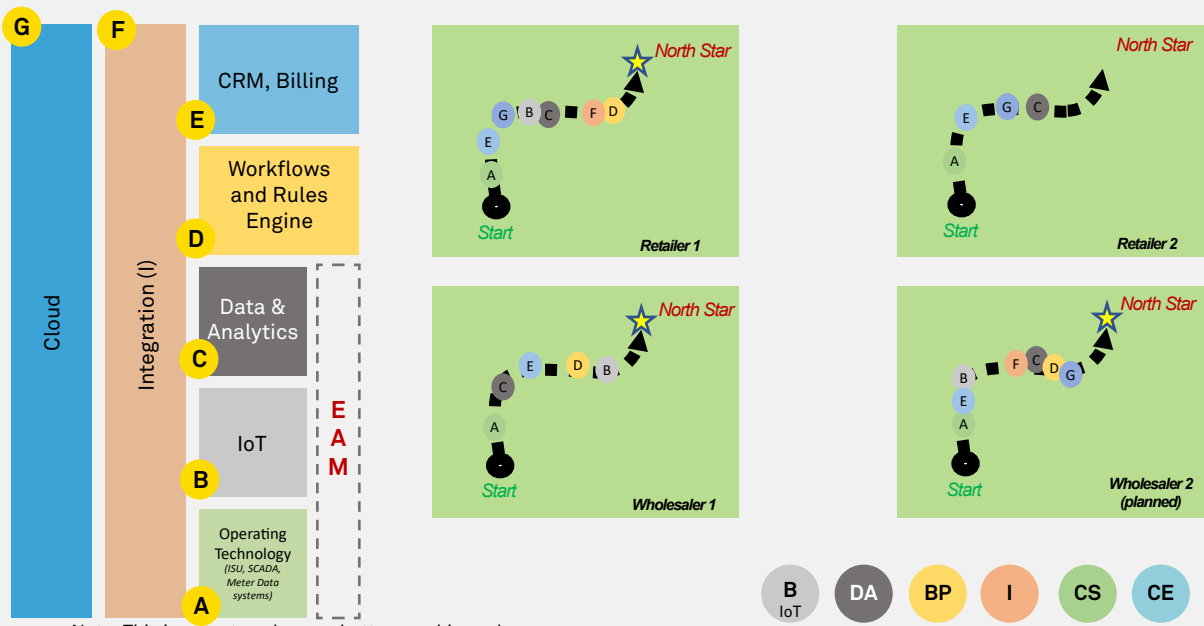 G
F
CRM, Billing
E
Workflows
and Rules
Engine
D
Data &
Analytics
C
IoT
B
Operating
Technology
(ISU, SCADA,
Meter Data
systems)
A
Cloud
Integration (I)
E
A
M
North Star
G
B
C
F
D
E
A
Start
Retailer 1
North Star
E
G
C
A
Start
Retailer 2
North Star
E
D
B
C
A
Start
Wholesaler 1
North Star
B
F
C
D
G
E
A
Start
Wholesaler 2
(planned)
B
IoT
DA
BP
I
CS
CE